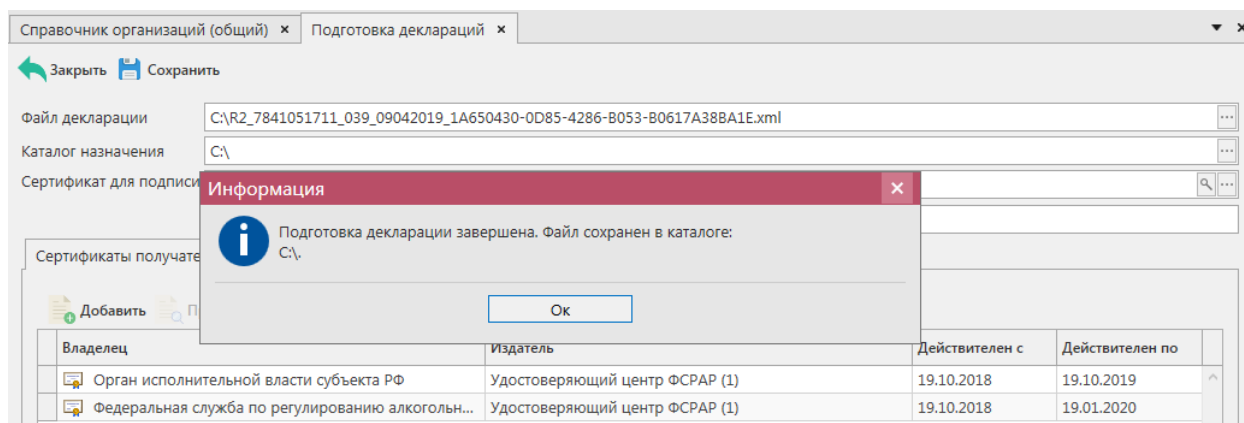 Справочник организаций (общий) × Подготовка деклараций ×
Закрыть Сохранить
Файл декларации C:\R2_7841051711_039_09042019_1A650430-0D85-4286-B053-B0617A38BA1E.xml
Каталог назначения C:\
Сертификат для подписи
Информация
Подготовка декларации завершена. Файл сохранен в каталоге:
C:\.
Ок
Сертификаты получате
Добавить
Владелец Издатель Действителен с Действителен по
Орган исполнительной власти субъекта РФ Удостоверяющий центр ФСРАР (1) 19.10.2018 19.10.2019
Федеральная служба по регулированию алкогольн... Удостоверяющий центр ФСРАР (1) 19.10.2018 19.01.2020